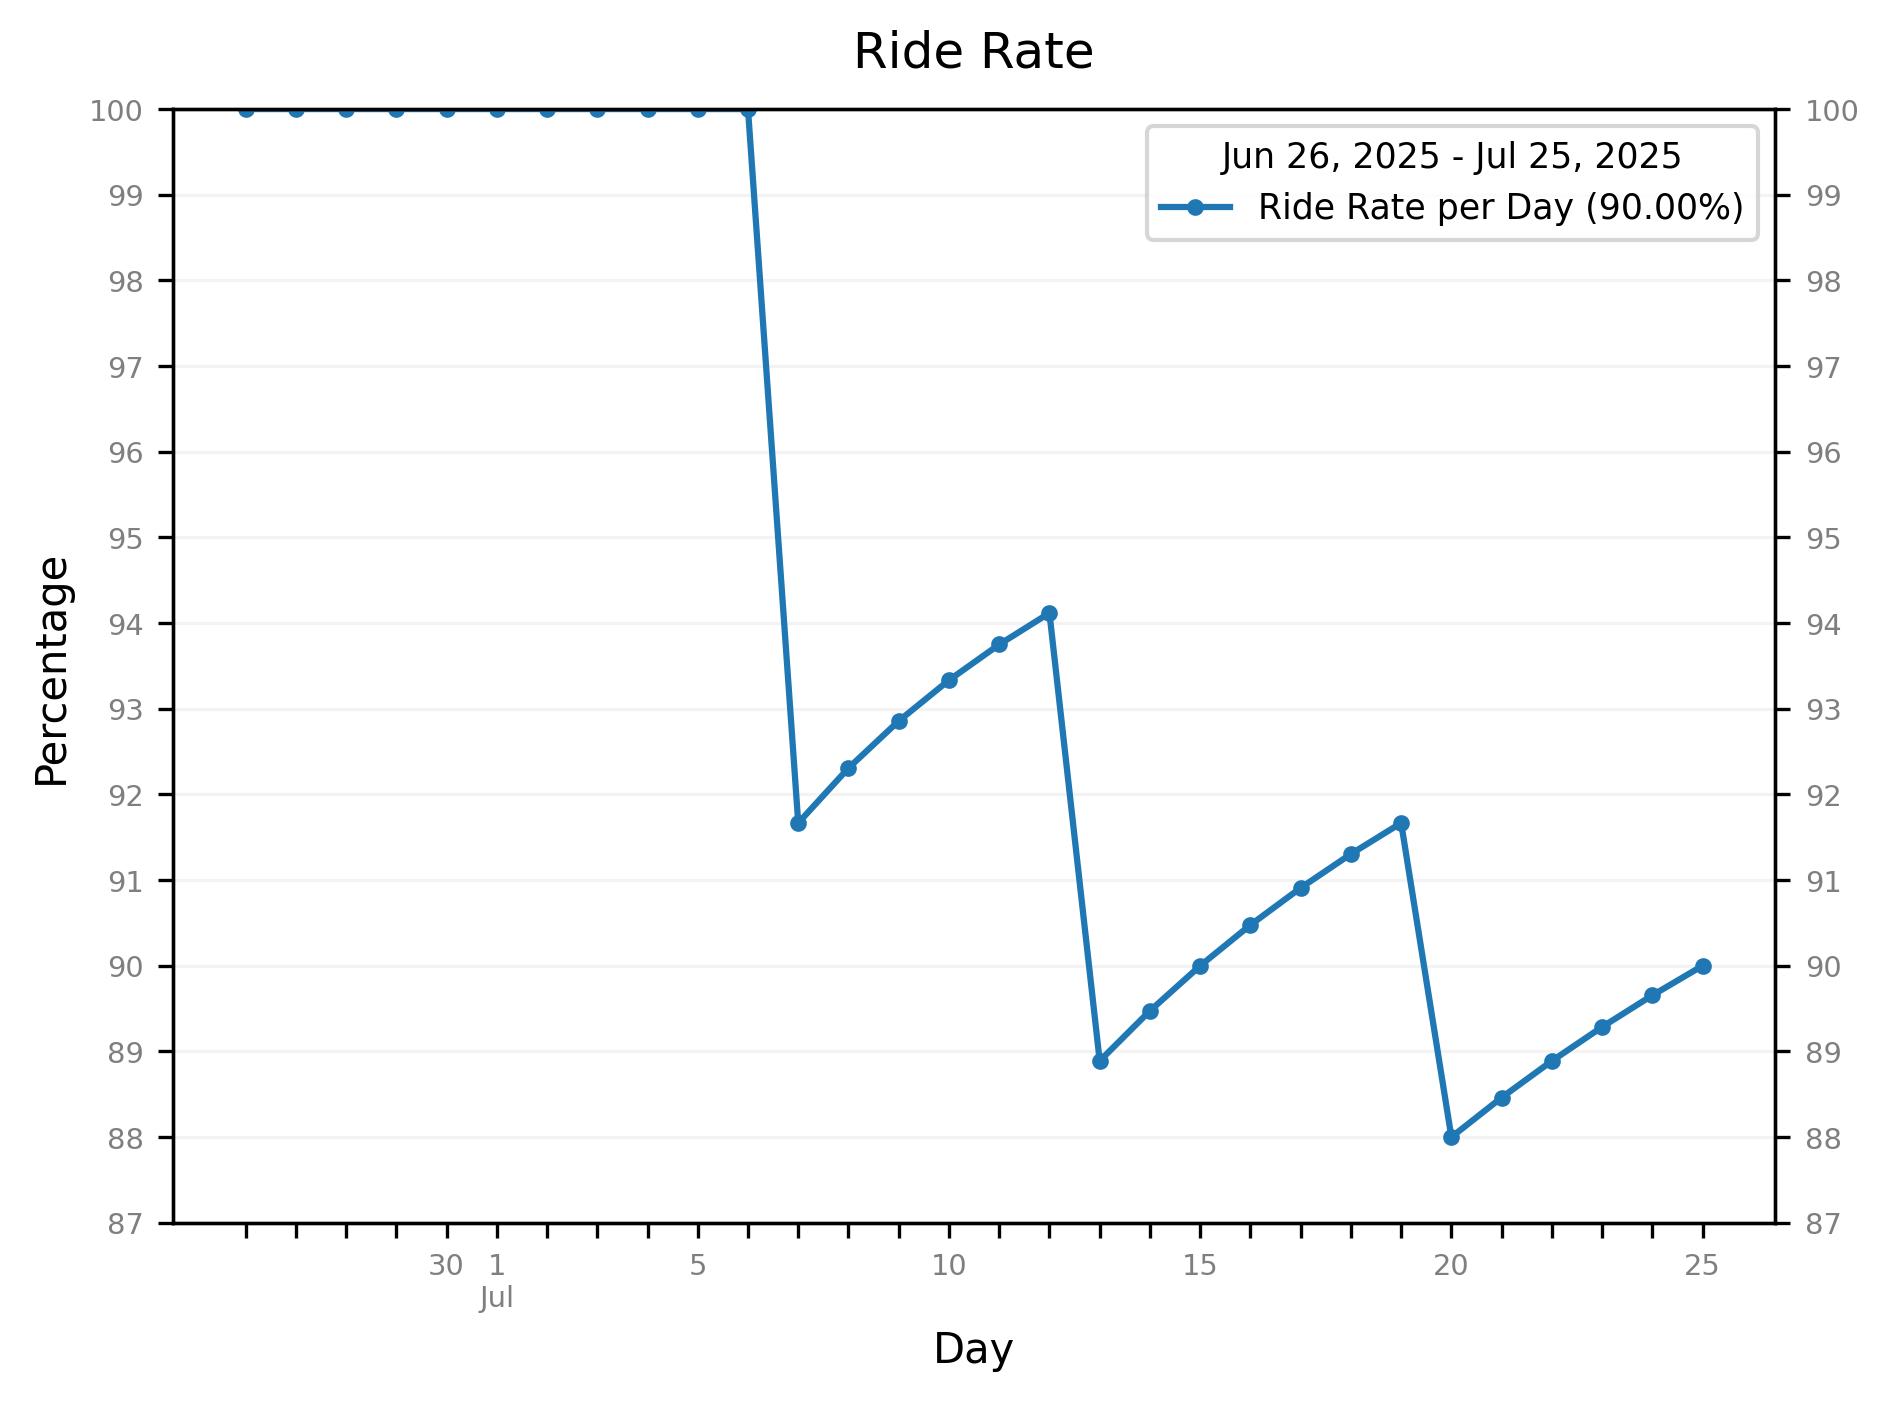 Ride Rate
Jun 26, 2025 - Jul 25, 2025
Ride Rate per Day (90.00%)
100 100
99 99
98 98
97 97
96 96
95 95
94 94
93 93
92 92
91 91
90 90
89 89
88 88
87 87
Percentage
30 1 5 10 15 20 25
Jul
Day